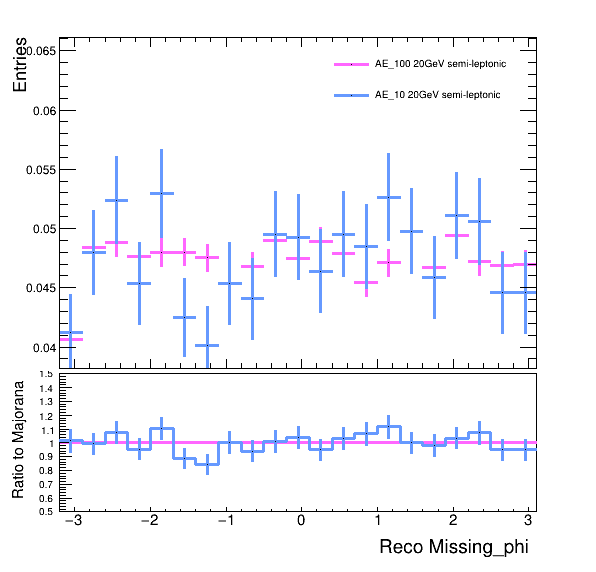 Entries
0.065
0.06
0.055
0.05
0.045
0.04
AE_100 20GeV semi-leptonic
AE_10 20GeV semi-leptonic
Ratio to Majorana
1.5
1.4
1.3
1.2
1.1
1
0.9
0.8
0.7
0.6
0.5
−3 −2 −1 0 1 2 3
Reco Missing_phi